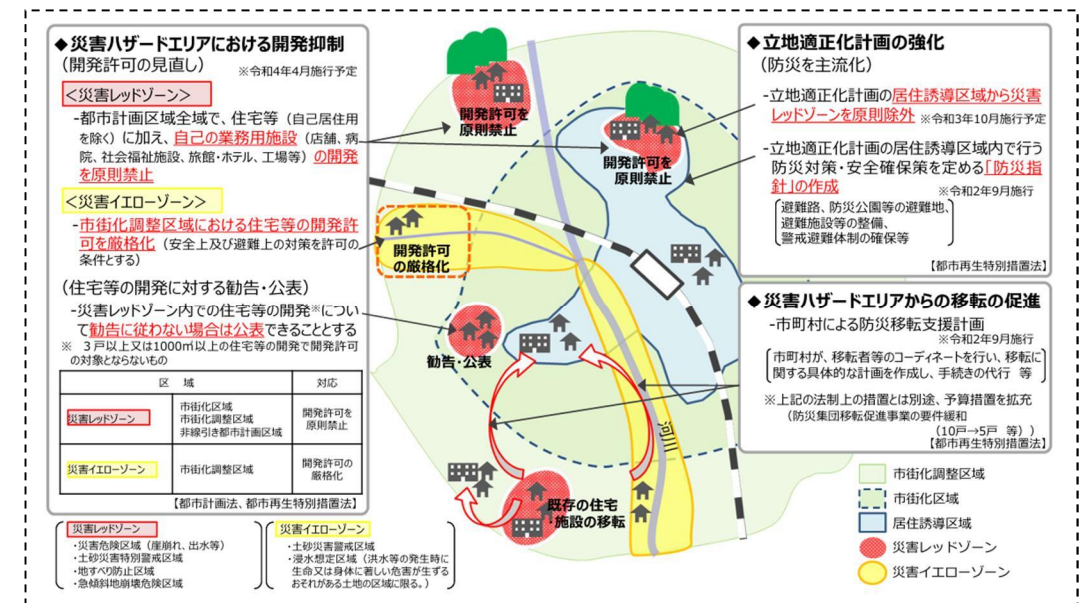 ◆災害ハザードエリアにおける開発抑制
（開発許可の見直し）
※令和4年4月施行予定
＜災害レッドゾーン＞
-都市計画区域全域で、住宅等（自己居住用
を除く）に加え、自己の業務用施設（店舗、病
院、社会福祉施設、旅館・ホテル、工場等）の開発
を原則禁止
＜災害イエローゾーン＞
-市街化調整区域における住宅等の開発許
可を厳格化（安全上及び避難上の対策を許可の
条件とする）
（住宅等の開発に対する勧告・公表）
-災害レッドゾーン内での住宅等の開発※につい
て勧告に従わない場合は公表できることとする
※ 3戸以上又は1000㎡以上の住宅等の開発で開発許可
の対象とならないもの
区 域
対応
災害レッドゾーン
市街化区域
市街化調整区域
非線引き都市計画区域
開発許可を
原則禁止
災害イエローゾーン
市街化調整区域
開発許可の
厳格化
【都市計画法、都市再生特別措置法】
災害レッドゾーン
・災害危険区域（崖崩れ、出水等）
・土砂災害特別警戒区域
・地すべり防止区域
・急傾斜地崩壊危険区域
災害イエローゾーン
・土砂災害警戒区域
・浸水想定区域（洪水等の発生時に
生命又は身体に著しい危害が生ずる
おそれがある土地の区域に限る。）
開発許可を
原則禁止
開発許可を
原則禁止
開発許可
の厳格化
勧告・公表
河川
既存の住宅
・施設の移転
◆立地適正化計画の強化
（防災を主流化）
-立地適正化計画の居住誘導区域から災害
レッドゾーンを原則除外
※令和3年10月施行予定
-立地適正化計画の居住誘導区域内で行う
防災対策・安全確保策を定める「防災指
針」の作成
※令和2年9月施行
避難路、防災公園等の避難地、
避難施設等の整備、
警戒避難体制の確保等
【都市再生特別措置法】
◆災害ハザードエリアからの移転の促進
-市町村による防災移転支援計画
※令和2年9月施行
市町村が、移転者等のコーディネートを行い、移転に
関する具体的な計画を作成し、手続きの代行 等
※上記の法制上の措置とは別途、予算措置を拡充
（防災集団移転促進事業の要件緩和
（10戸→5戸 等））
【都市再生特別措置法】
市街化調整区域
市街化区域
居住誘導区域
災害レッドゾーン
災害イエローゾーン